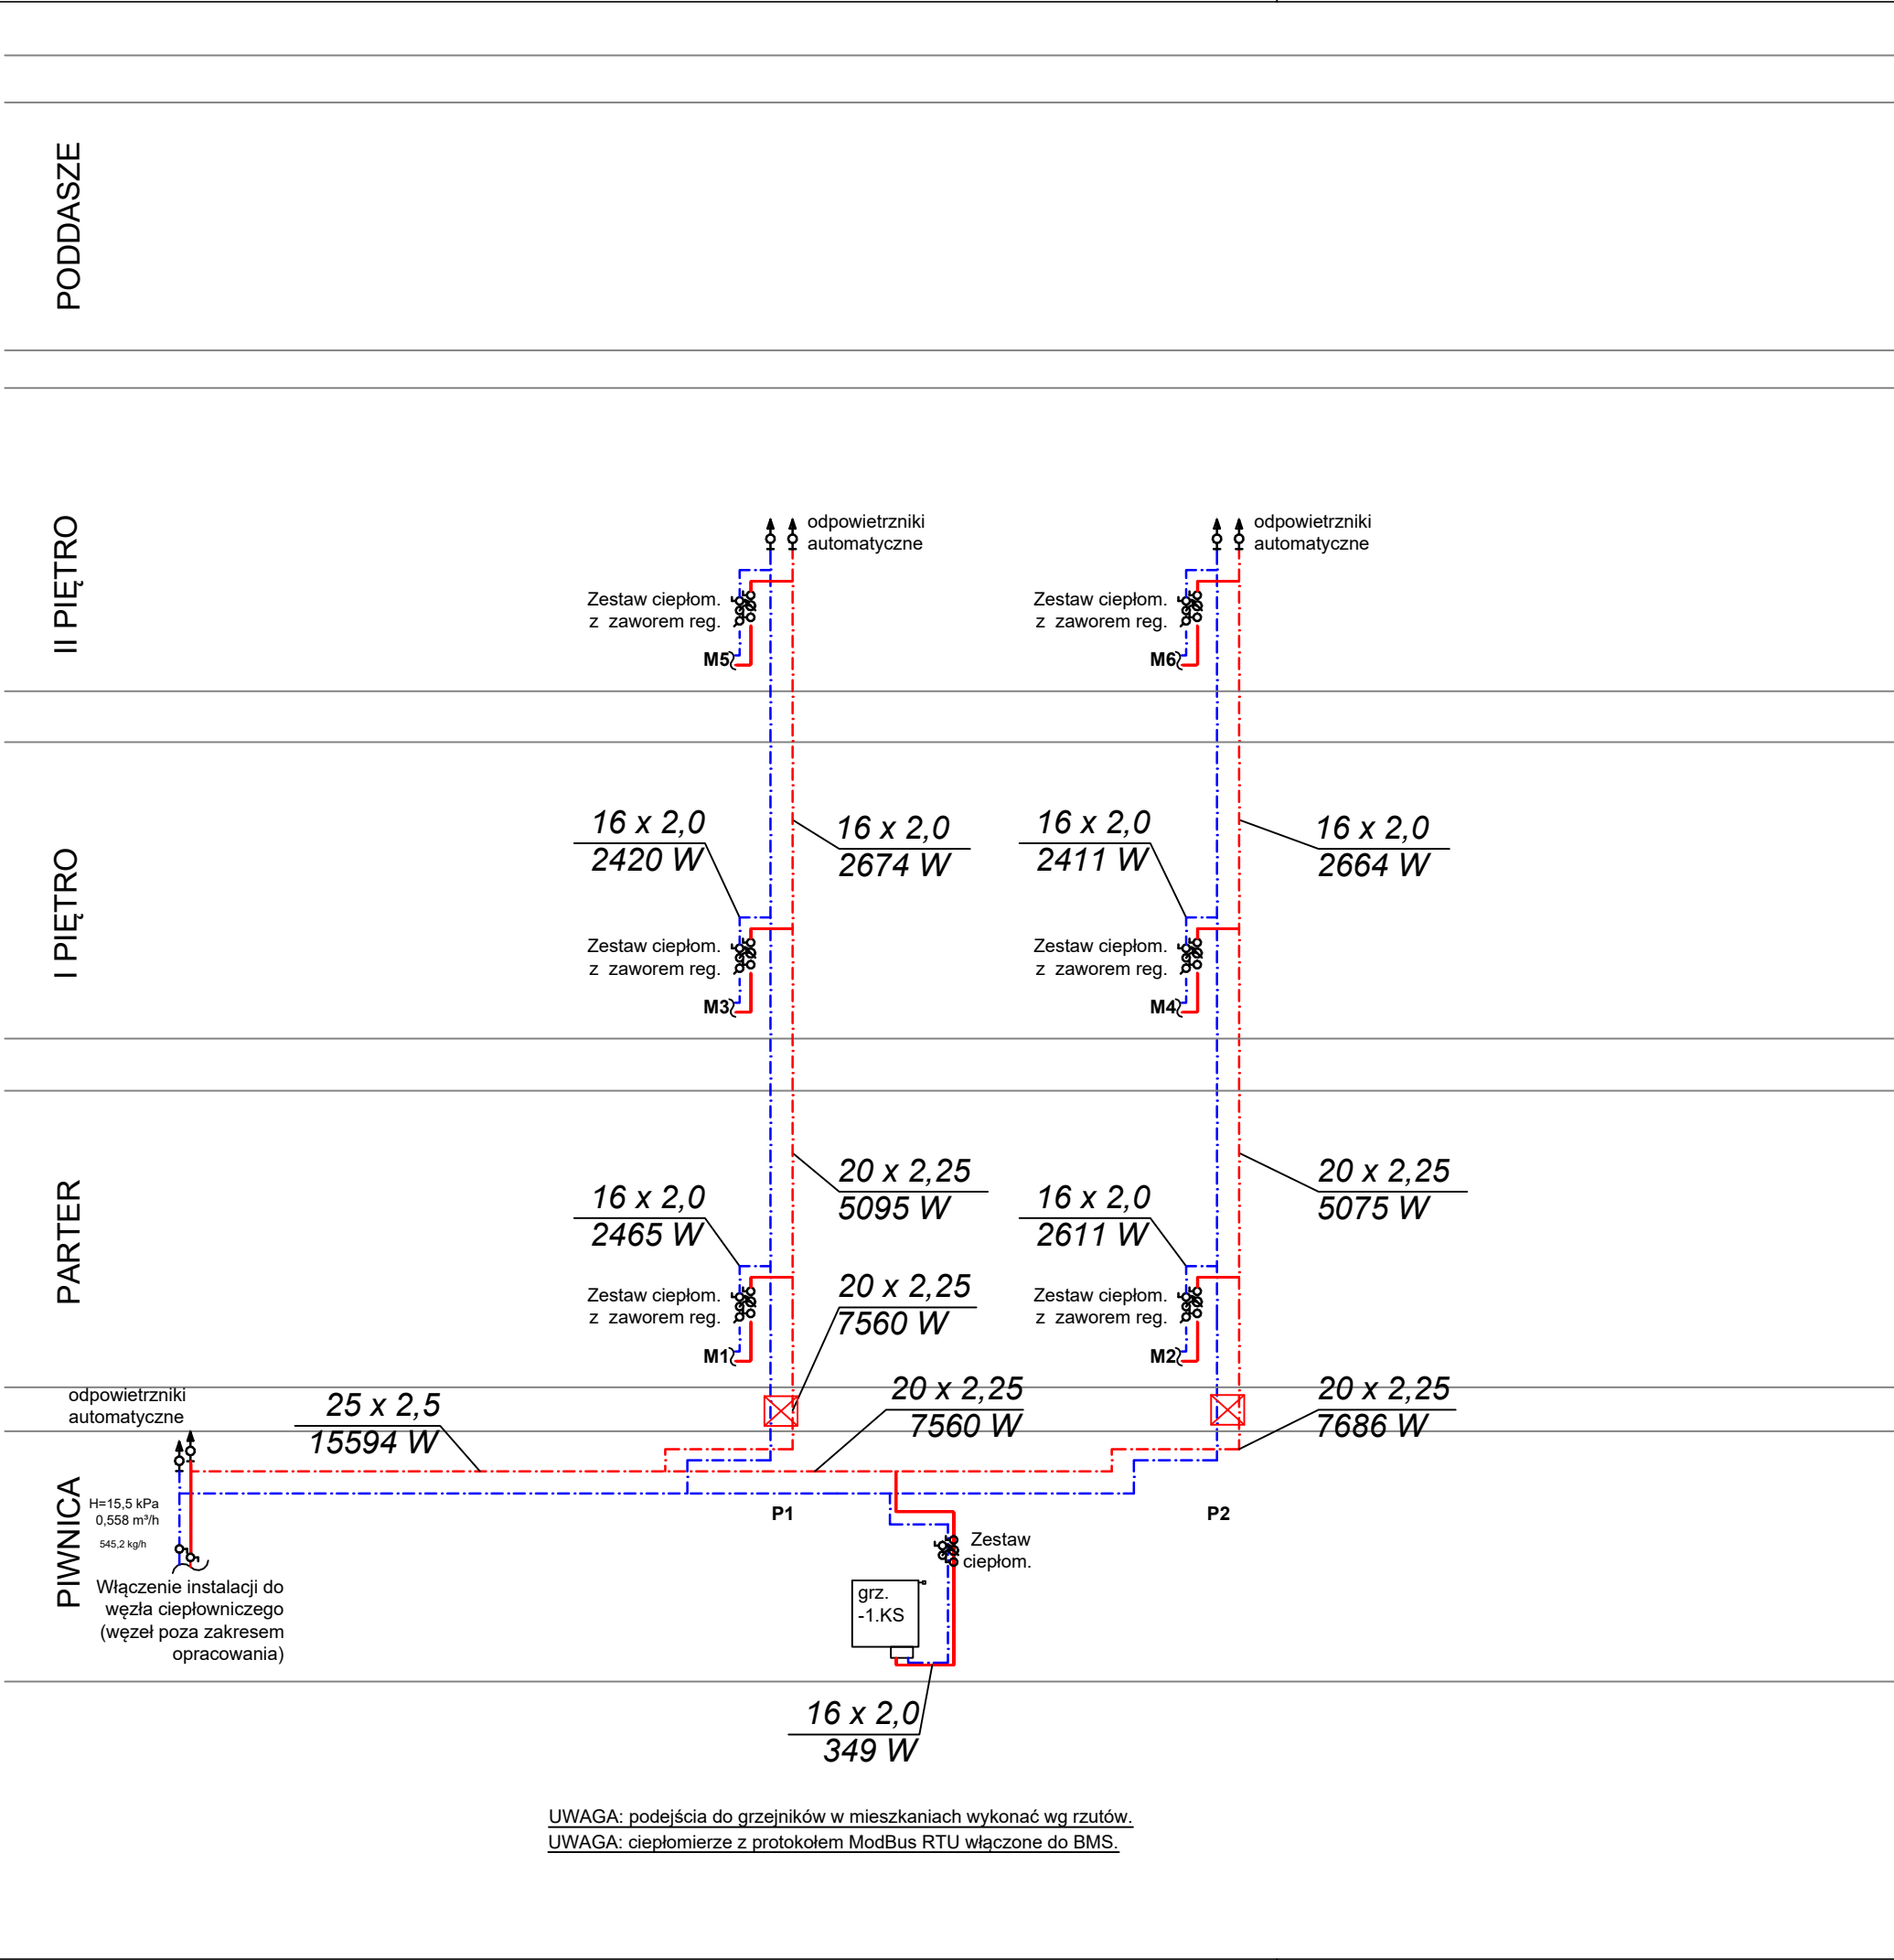 PODDASZE
II PIĘTRO
odpowietrzniki
automatyczne
odpowietrzniki
automatyczne
Zestaw ciepłom.
z zaworem reg.
M5
Zestaw ciepłom.
z zaworem reg.
M6
I PIĘTRO
16 x 2,0
2420 W
16 x 2,0
2674 W
16 x 2,0
2411 W
16 x 2,0
2664 W
Zestaw ciepłom.
z zaworem reg.
M3
Zestaw ciepłom.
z zaworem reg.
M4
PARTER
16 x 2,0
2465 W
20 x 2,25
5095 W
16 x 2,0
2611 W
20 x 2,25
5075 W
Zestaw ciepłom.
z zaworem reg.
M1
20 x 2,25
7560 W
Zestaw ciepłom.
z zaworem reg.
M2
odpowietrzniki
automatyczne
25 x 2,5
15594 W
20 x 2,25
7560 W
20 x 2,25
7686 W
PIWNICA
H=15,5 kPa
0,558 m³/h
545,2 kg/h
P1
P2
Zestaw
ciepłom.
Włączenie instalacji do
węzła ciepłowniczego
(węzeł poza zakresem
opracowania)
grz.
-1.KS
16 x 2,0
349 W
UWAGA: podejścia do grzejników w mieszkaniach wykonać wg rzutów.
UWAGA: ciepłomierze z protokołem ModBus RTU włączone do BMS.